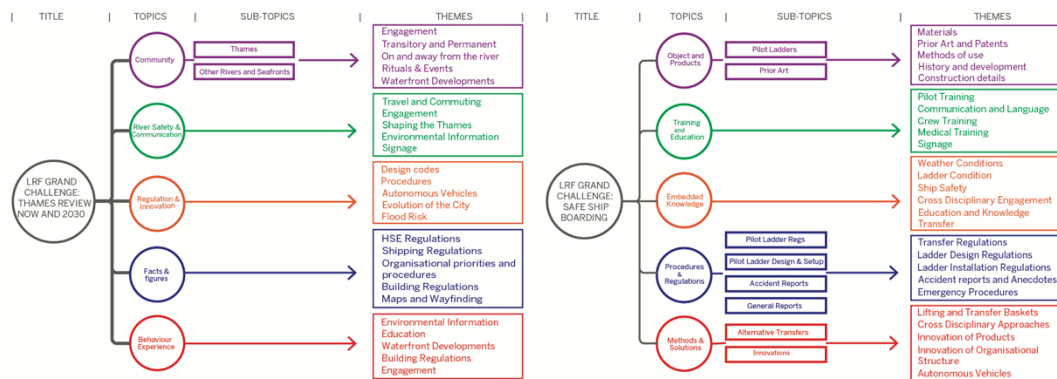 TITLE
TOPICS
SUB-TOPICS
THEMES
LRF GRAND
CHALLENGE:
THAMES REVIEW
NOW AND 2030
Community
Thames
Other Rivers and Seafronts
Engagement
Transitory and Permanent
On and away from the river
Rituals & Events
Waterfront Developments
River Safety &
Communication
Travel and Commuting
Engagement
Shaping the Thames
Environmental Information
Signage
Regulation &
Innovation
Design codes
Procedures
Autonomous Vehicles
Evolution of the City
Flood Risk
Facts &
figures
HSE Regulations
Shipping Regulations
Organisational priorities and
procedures
Building Regulations
Maps and Wayfinding
Behaviour
Experience
Environmental Information
Education
Waterfront Developments
Building Regulations
Engagement
TITLE
TOPICS
SUB-TOPICS
THEMES
LRF GRAND
CHALLENGE:
SAFE SHIP
BOARDING
Object and
Products
Pilot Ladders
Prior Art
Materials
Prior Art and Patents
Methods of use
History and development
Construction details
Training
and
Education
Pilot Training
Communication and Language
Crew Training
Medical Training
Signage
Embedded
Knowledge
Weather Conditions
Ladder Condition
Ship Safety
Cross Disciplinary Engagement
Education and Knowledge
Transfer
Procedures
&
Regulations
Pilot Ladder Regs
Pilot Ladder Design & Setup
Accident Reports
General Reports
Transfer Regulations
Ladder Design Regulations
Ladder Installation Regulations
Accident reports and Anecdotes
Emergency Procedures
Methods &
Solutions
Alternative Transfers
Innovations
Lifting and Transfer Baskets
Cross Disciplinary Approaches
Innovation of Products
Innovation of Organisational
Structure
Autonomous Vehicles